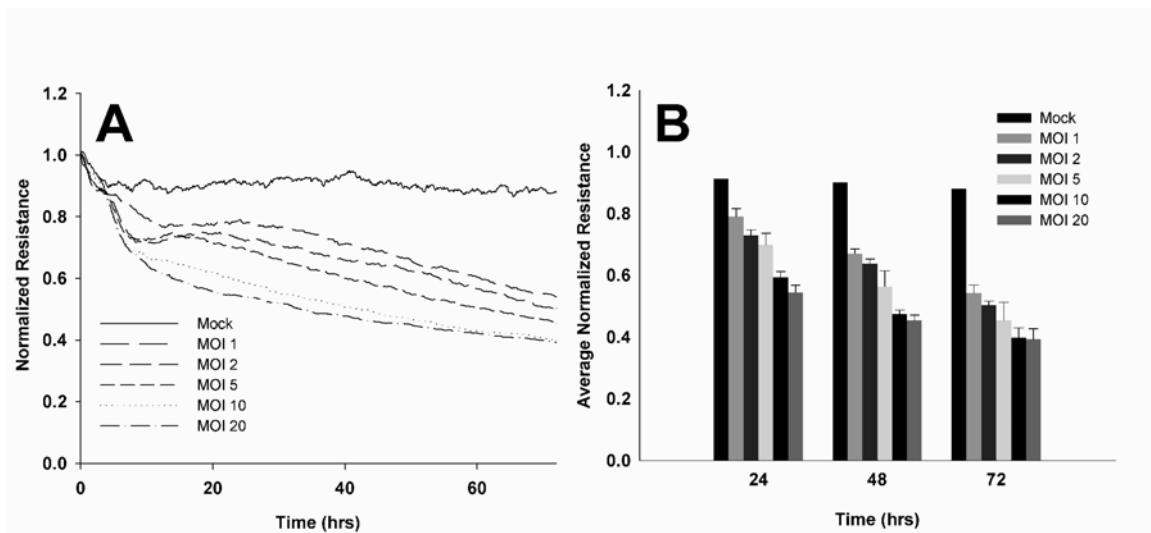 A
Normalized Resistance
1.2
1.0
0.8
0.6
0.4
0.2
0.0
Mock
MOI 1
MOI 2
MOI 5
MOI 10
MOI 20
0 20 40 60
Time (hrs)
B
Average Normalized Resistance
1.2
1.0
0.8
0.6
0.4
0.2
0.0
Mock
MOI 1
MOI 2
MOI 5
MOI 10
MOI 20
24 48 72
Time (hrs)